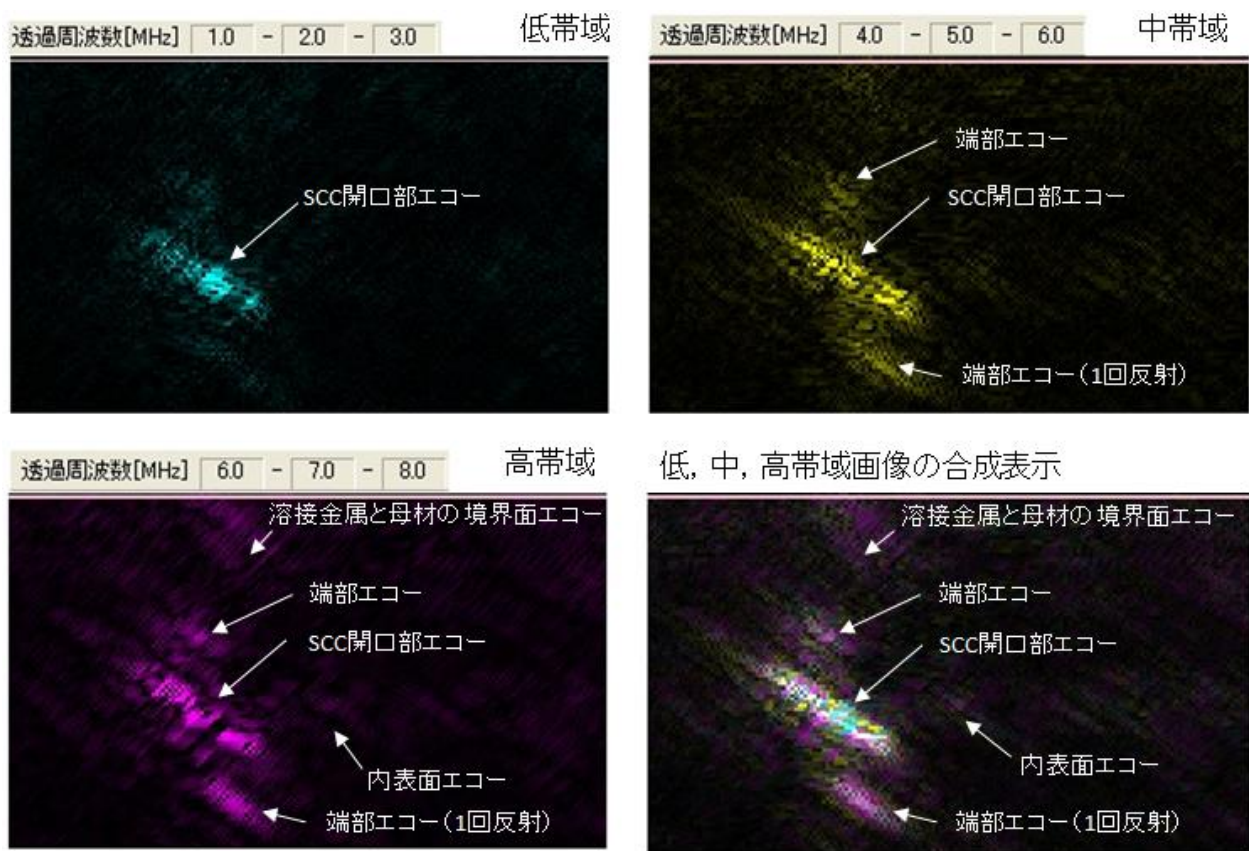 透過周波数[MHz] 1.0 - 2.0 - 3.0 低帯域
SCC開口部エコー
透過周波数[MHz] 4.0 - 5.0 - 6.0 中帯域
端部エコー
SCC開口部エコー
端部エコー(1回反射)
透過周波数[MHz] 6.0 - 7.0 - 8.0 高帯域
溶接金属と母材の境界面エコー
端部エコー
SCC開口部エコー
内表面エコー
端部エコー(1回反射)
低, 中, 高帯域画像の合成表示
溶接金属と母材の境界面エコー
端部エコー
SCC開口部エコー
内表面エコー
端部エコー(1回反射)